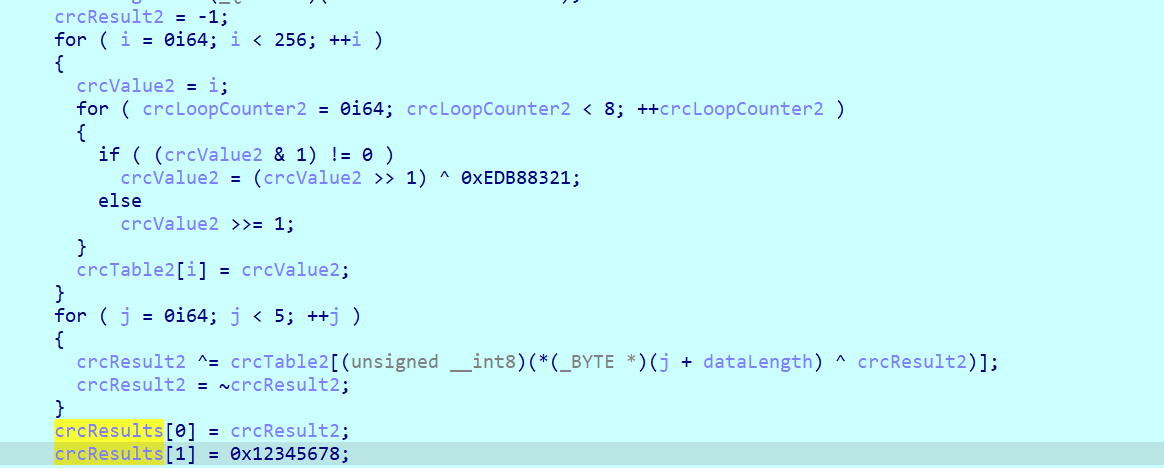 crcResult2 = -1;
for ( i = 0i64; i < 256; ++i )
{
crcValue2 = i;
for ( crcLoopCounter2 = 0i64; crcLoopCounter2 < 8; ++crcLoopCounter2 )
{
if ( (crcValue2 & 1) != 0 )
crcValue2 = (crcValue2 >> 1) ^ 0xEDB88321;
else
crcValue2 >>= 1;
}
crcTable2[i] = crcValue2;
}
for ( j = 0i64; j < 5; ++j )
{
crcResult2 ^= crcTable2[(unsigned __int8)(*(_BYTE *)(j + dataLength) ^ crcResult2)];
crcResult2 = ~crcResult2;
}
crcResults[0] = crcResult2;
crcResults[1] = 0x12345678;